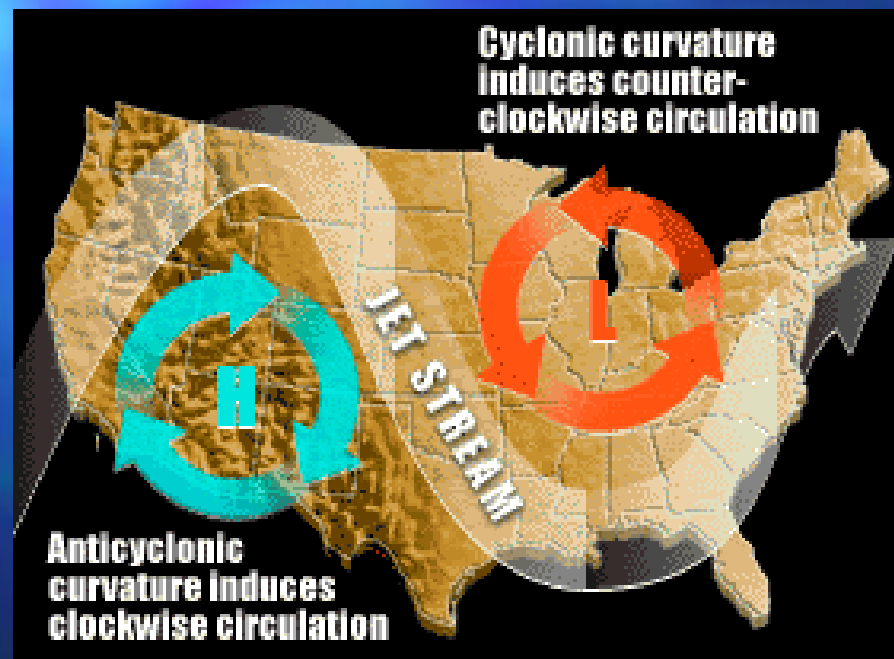 Cyclonic curvature
induces counter-
clockwise circulation
JET STREAM
L
H
Anticyclonic
curvature induces
clockwise circulation